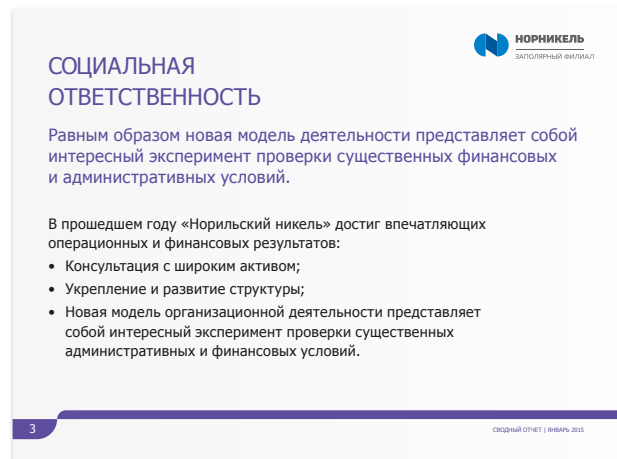 НОРНИКЕЛЬ
ЗАПОЛЯРНЫЙ ФИЛИАЛ
СОЦИАЛЬНАЯ
ОТВЕТСТВЕННОСТЬ
Равным образом новая модель деятельности представляет собой
интересный эксперимент проверки существенных финансовых
и административных условий.
В прошедшем году «Норильский никель» достиг впечатляющих
операционных и финансовых результатов:
• Консультация с широким активом;
• Укрепление и развитие структуры;
• Новая модель организационной деятельности представляет
собой интересный эксперимент проверки существенных
административных и финансовых условий.
3
СВОДНЫЙ ОТЧЕТ | ЯНВАРЬ 2015